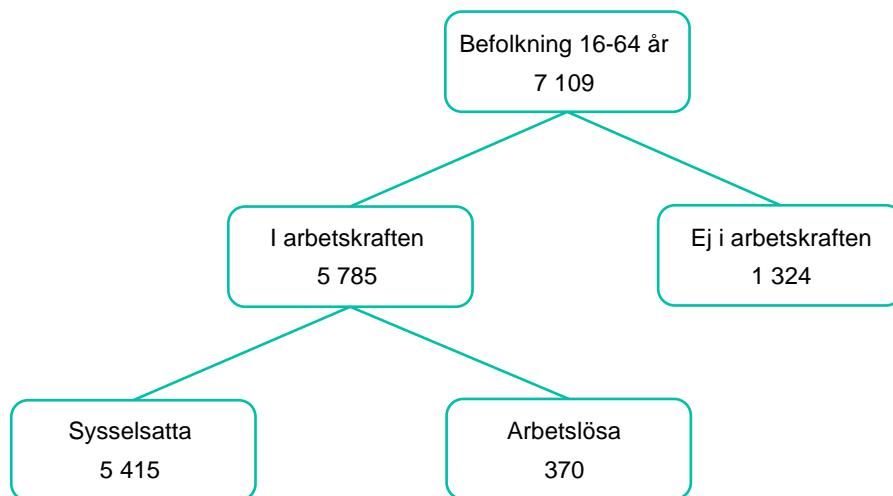 Befolkning 16-64 år
7 109
I arbetskraften
5 785
Ej i arbetskraften
1 324
Sysselsatta
5 415
Arbetslösa
370